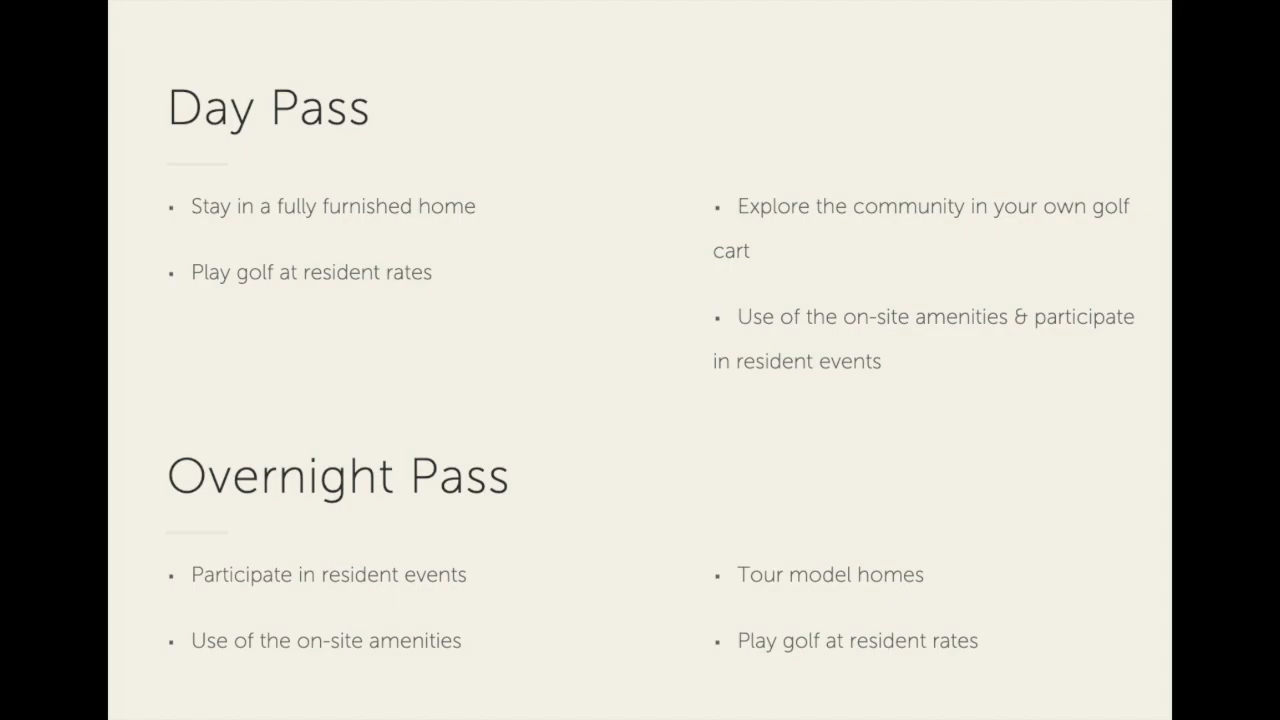 Day Pass
▪ Stay in a fully furnished home
▪ Play golf at resident rates
▪ Explore the community in your own golf
cart
▪ Use of the on-site amenities & participate
in resident events
Overnight Pass
▪ Participate in resident events
▪ Use of the on-site amenities
▪ Tour model homes
▪ Play golf at resident rates